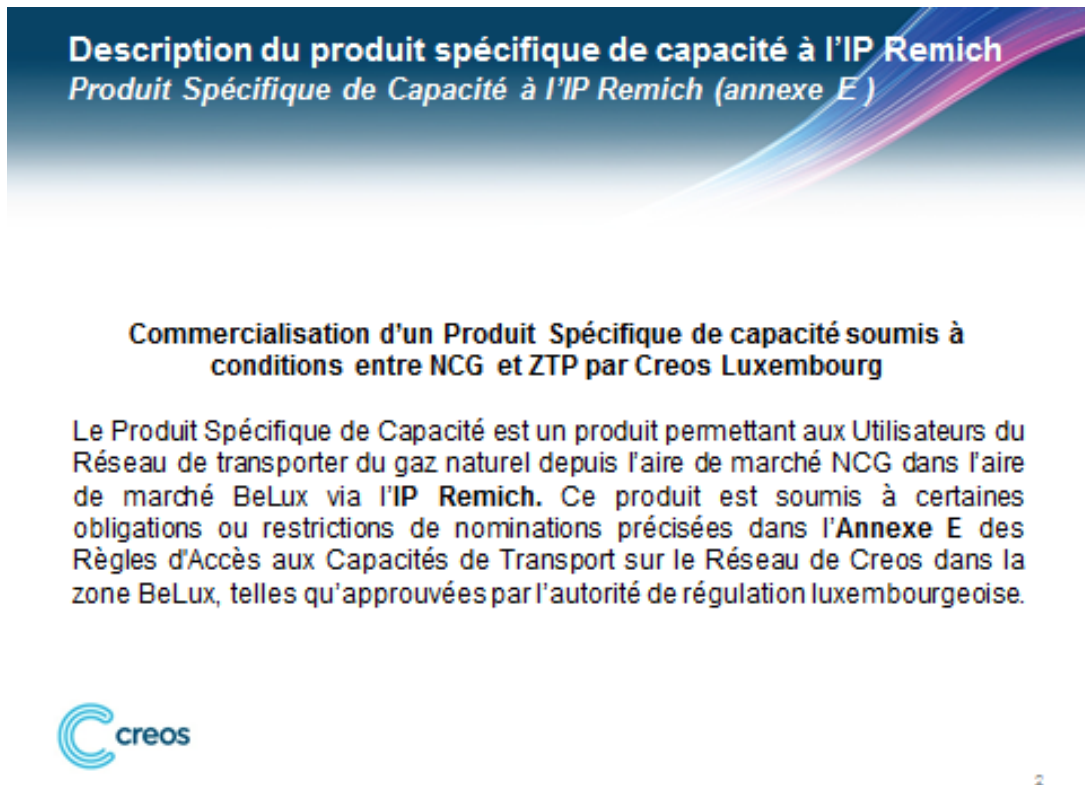 Description du produit spécifique de capacité à l'IP Remich
Produit Spécifique de Capacité à l'IP Remich (annexe E )
Commercialisation d'un Produit Spécifique de capacité soumis à
conditions entre NCG et ZTP par Creos Luxembourg
Le Produit Spécifique de Capacité est un produit permettant aux Utilisateurs du
Réseau de transporter du gaz naturel depuis l'aire de marché NCG dans l'aire
de marché BeLux via l'IP Remich. Ce produit est soumis à certaines
obligations ou restrictions de nominations précisées dans l'Annexe E des
Règles d'Accès aux Capacités de Transport sur le Réseau de Creos dans la
zone BeLux, telles qu'approuvées par l'autorité de régulation luxembourgeoise.
creos
2